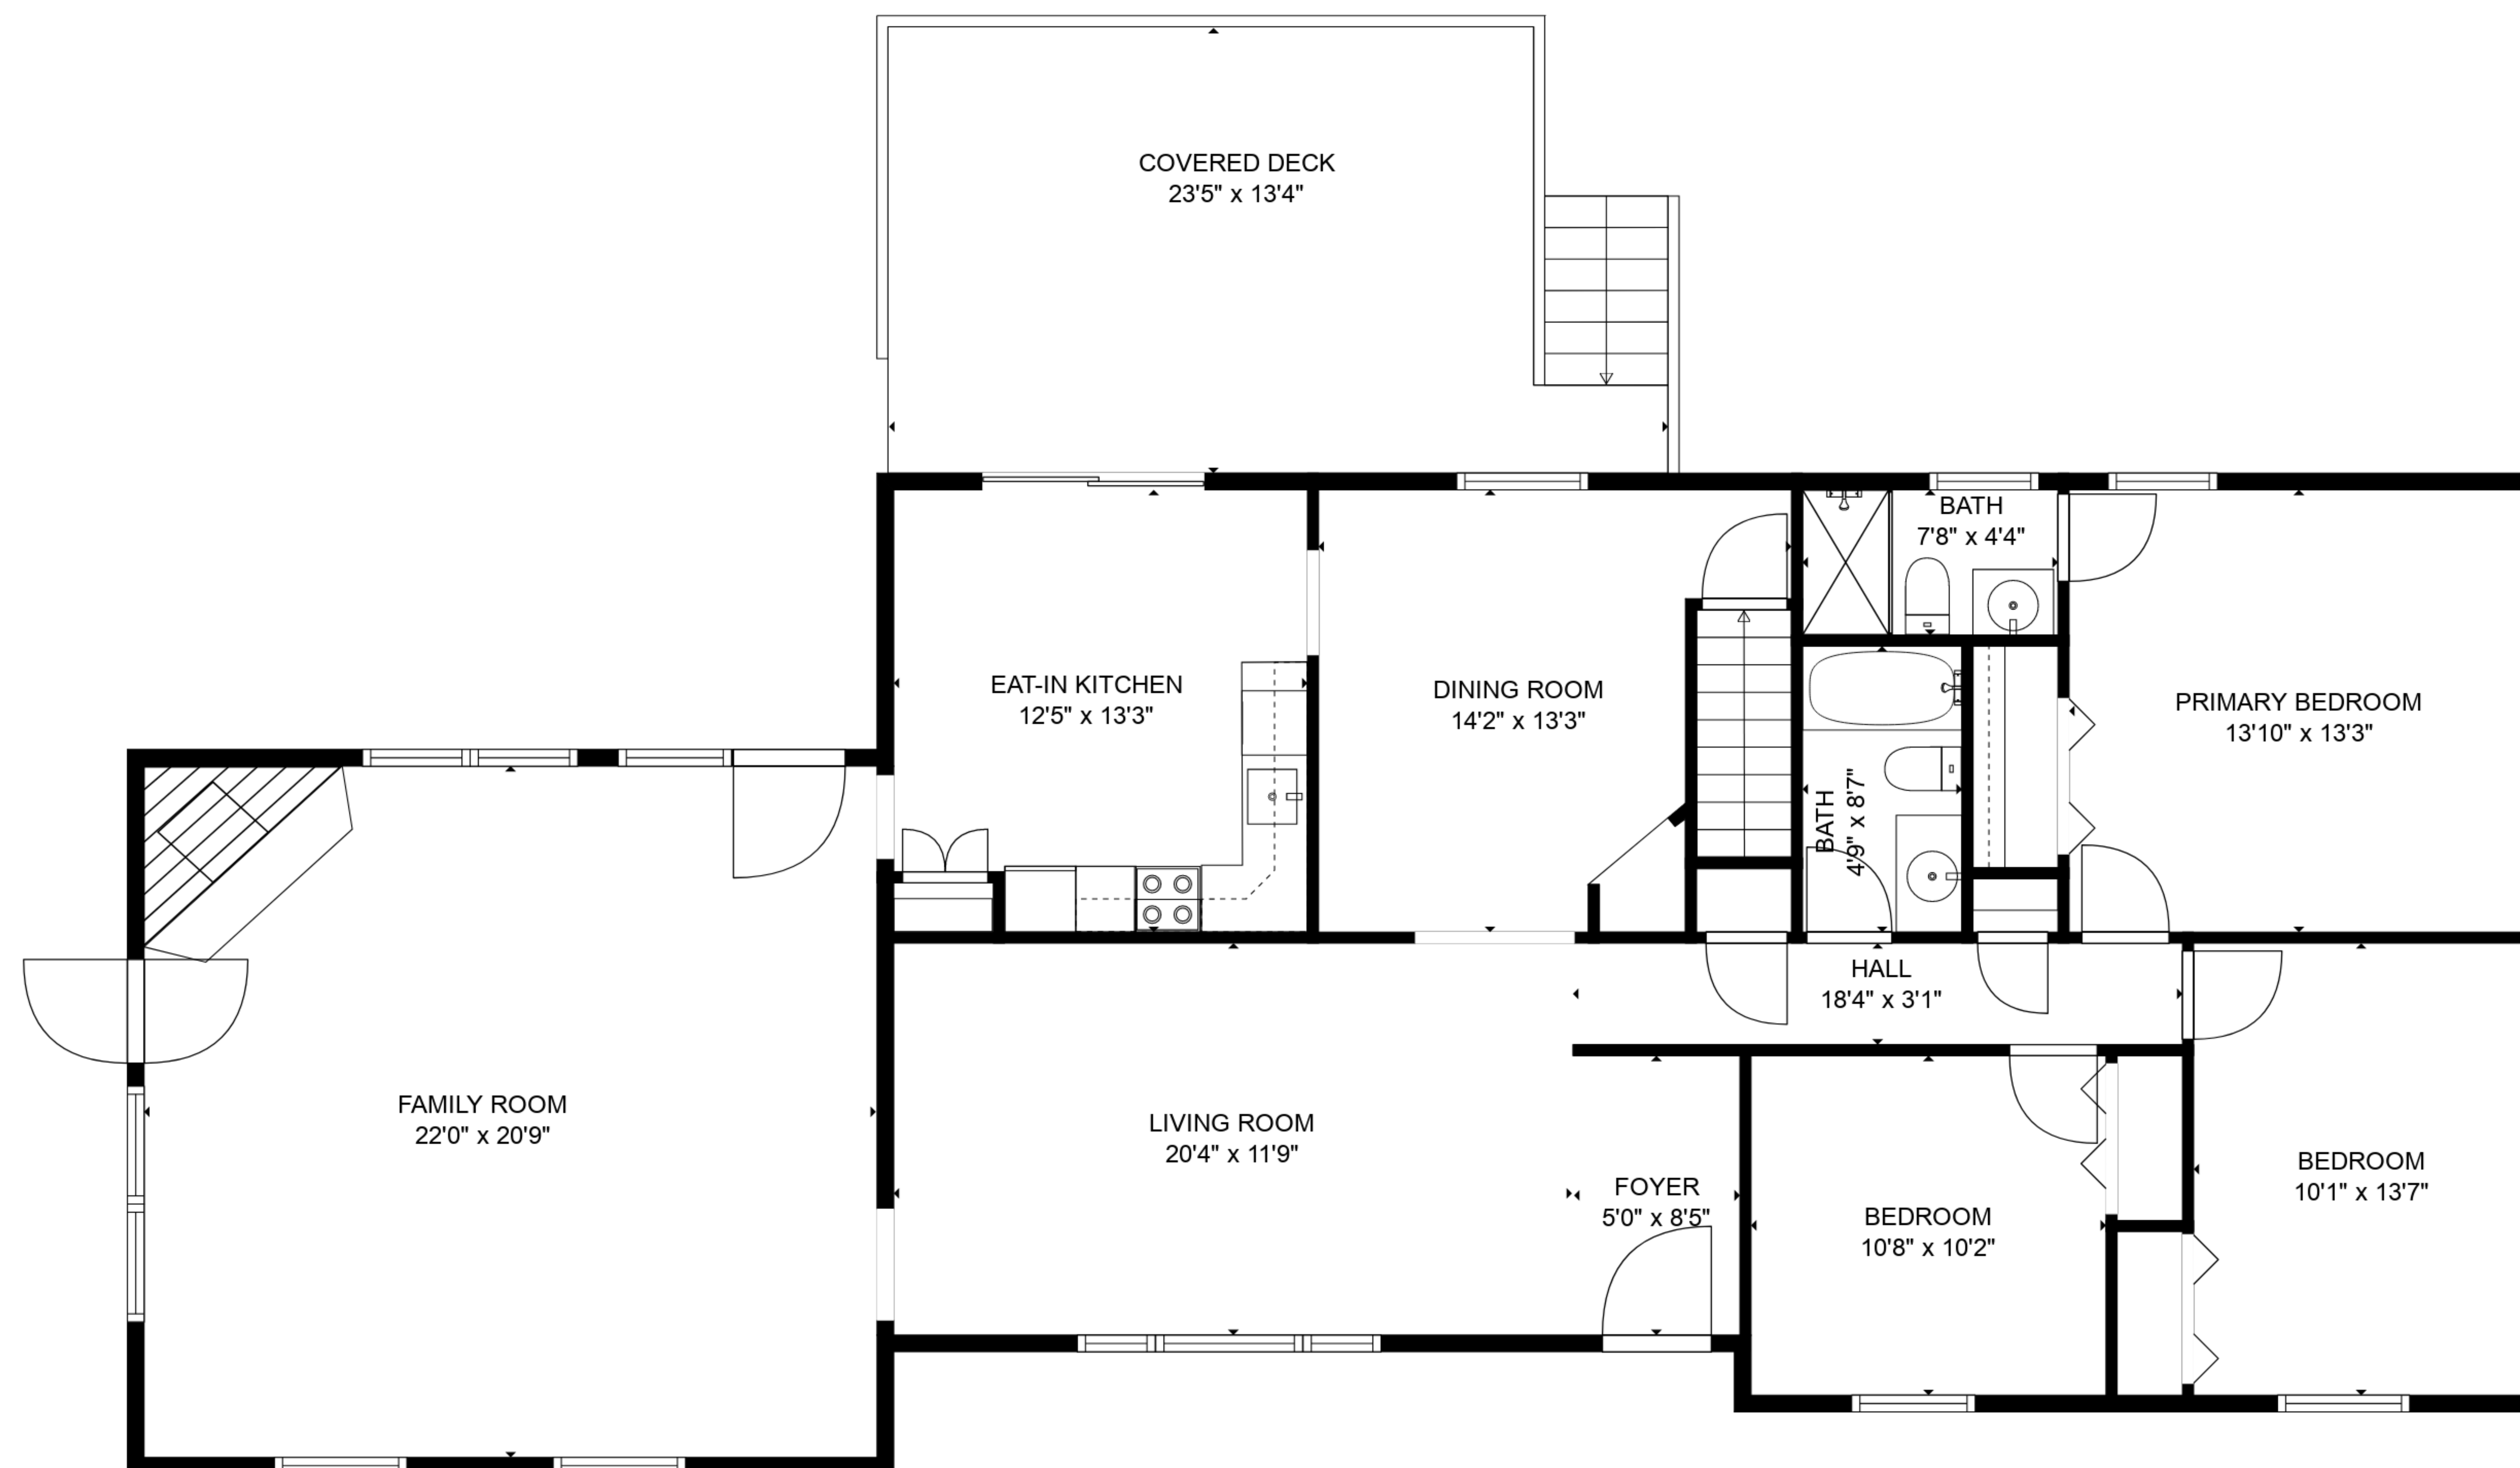 COVERED DECK
23'5" x 13'4"
BATH
7'8" x 4'4"
EAT-IN KITCHEN
12'5" x 13'3"
DINING ROOM
14'2" x 13'3"
PRIMARY BEDROOM
13'10" x 13'3"
BATH
4'9" x 8'7"
HALL
18'4" x 3'1"
FAMILY ROOM
22'0" x 20'9"
LIVING ROOM
20'4" x 11'9"
FOYER
5'0" x 8'5"
BEDROOM
10'8" x 10'2"
BEDROOM
10'1" x 13'7"